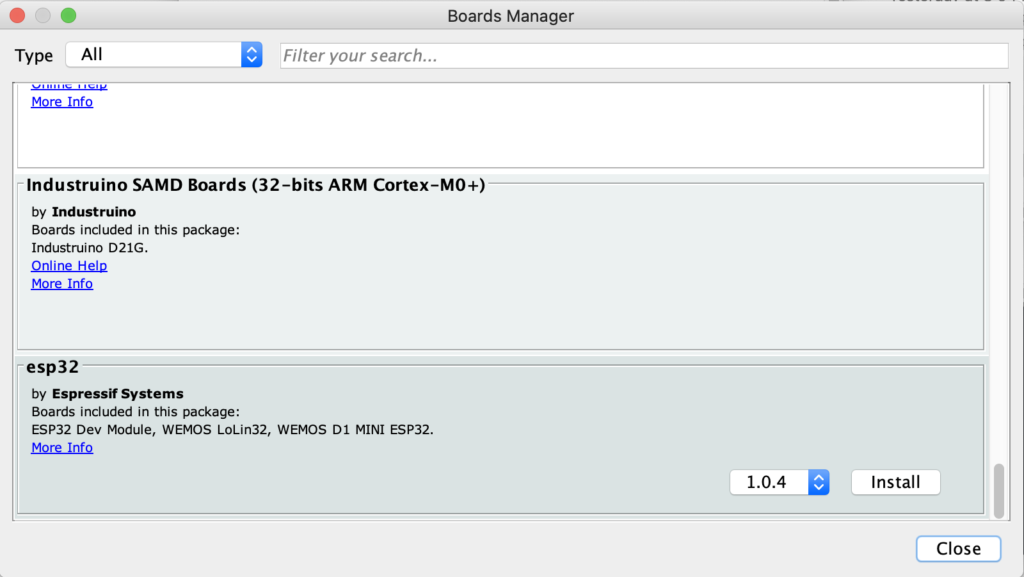 Boards Manager
Type All Filter your search...
Online Help
More Info
Industruino SAMD Boards (32-bits ARM Cortex-M0+)
by Industruino
Boards included in this package:
Industruino D21G.
Online Help
More Info
esp32
by Espressif Systems
Boards included in this package:
ESP32 Dev Module, WEMOS LoLin32, WEMOS D1 MINI ESP32.
More Info
1.0.4 Install
Close